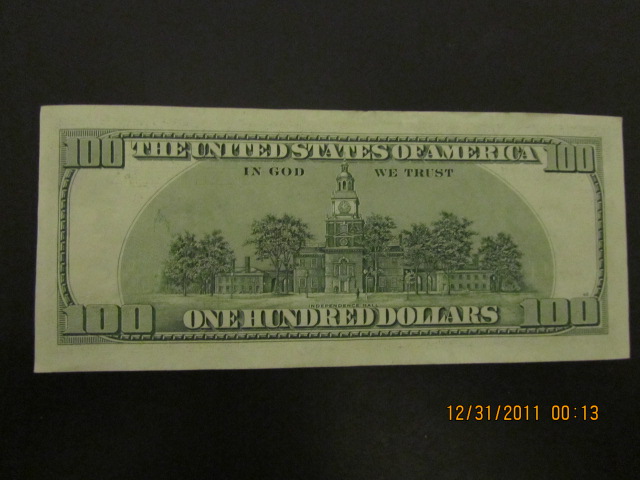 100 THE UNITED STATES OF AMERICA 100
IN GOD WE TRUST
INDEPENDENCE HALL
100 ONE HUNDRED DOLLARS 100
12/31/2011 00:13